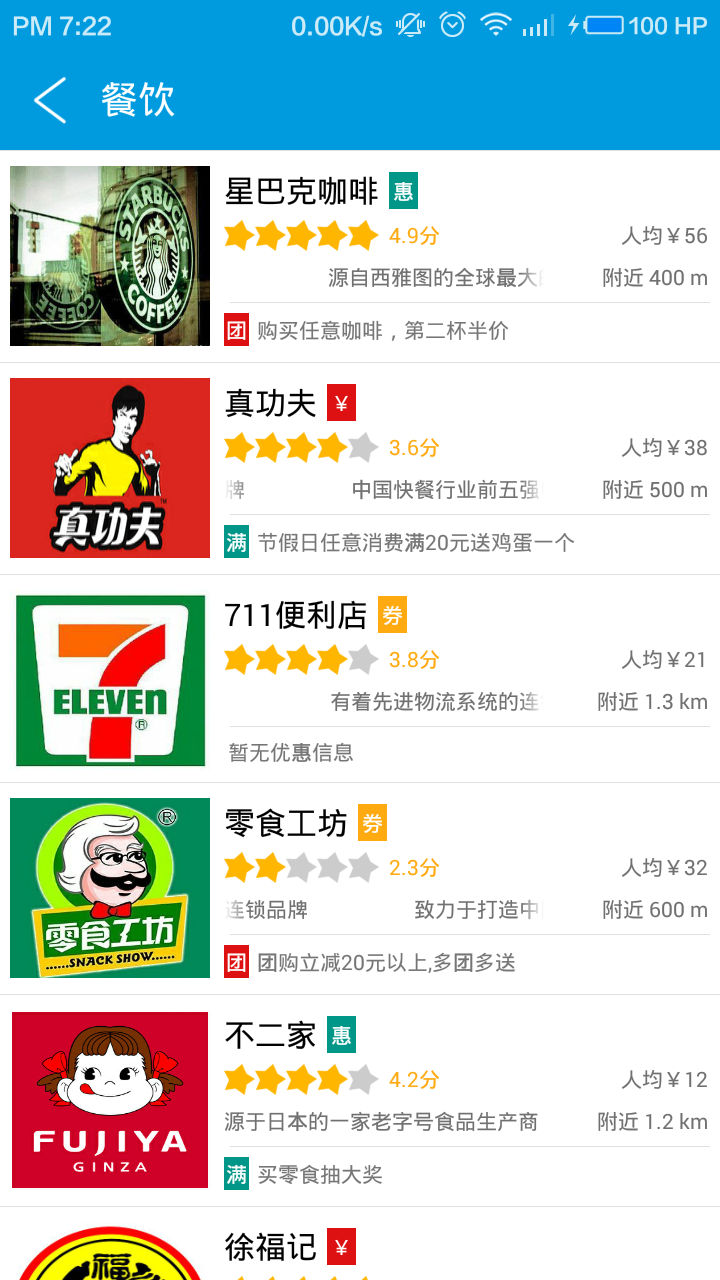 PM 7:22 0.00K/s 100 HP
餐饮
STARBUCKS
COFFEE
星巴克咖啡 惠
4.9分 人均￥56
源自西雅图的全球最大 附近 400 m
团 购买任意咖啡，第二杯半价
真功夫
真功夫 ￥
3.6分 人均￥38
牌 中国快餐行业前五强 附近 500 m
满 节假日任意消费满20元送鸡蛋一个
7
ELEVEN
711便利店 券
3.8分 人均￥21
有着先进物流系统的连 附近 1.3 km
暂无优惠信息
零食工坊
......SNACK SHOW......
零食工坊 券
2.3分 人均￥32
连锁品牌 致力于打造中 附近 600 m
团 团购立减20元以上,多团多送
FUJIYA
GINZA
不二家 惠
4.2分 人均￥12
源于日本的一家老字号食品生产商 附近 1.2 km
满 买零食抽大奖
福
徐福记 ￥